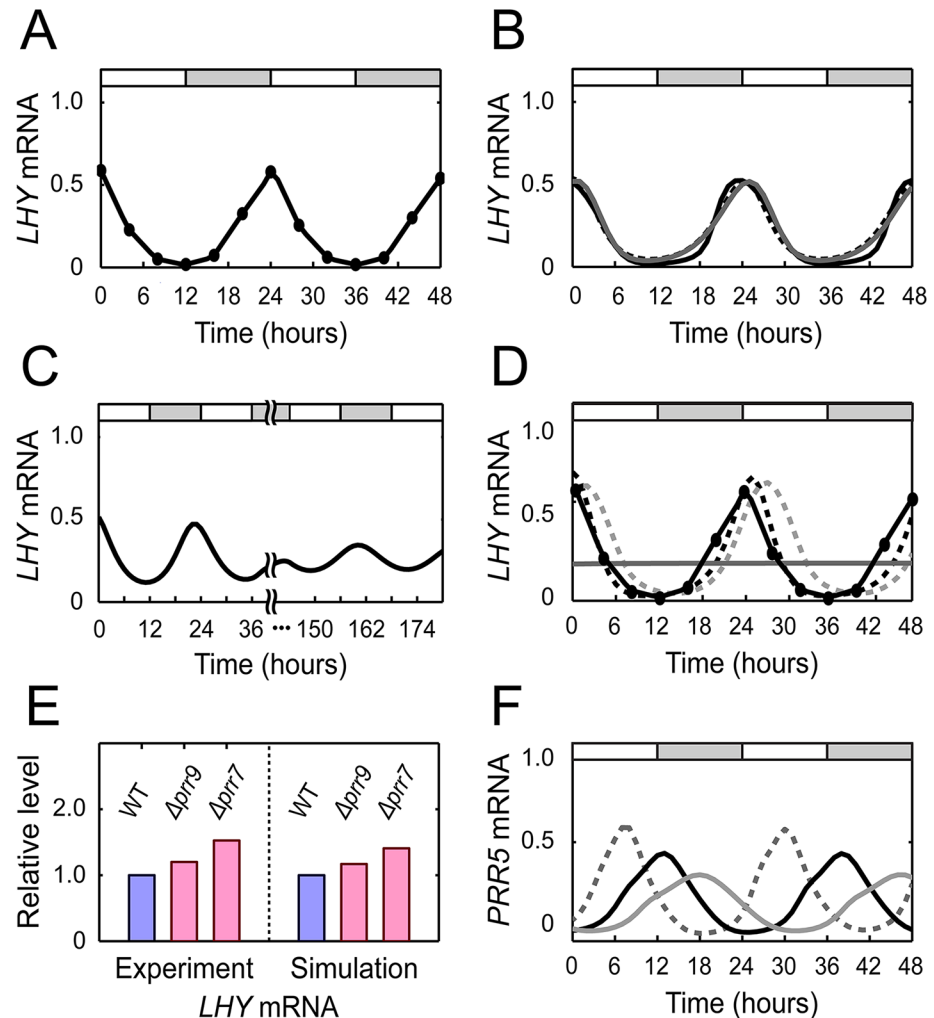 A
LHY mRNA
1.0
0.5
0
0 6 12 18 24 30 36 42 48
Time (hours)
B
LHY mRNA
1.0
0.5
0
0 6 12 18 24 30 36 42 48
Time (hours)
C
LHY mRNA
1.0
0.5
0
0 12 24 36 ••• 150 162 174
Time (hours)
D
LHY mRNA
1.0
0.5
0
0 6 12 18 24 30 36 42 48
Time (hours)
E
Relative level
2.0
1.0
0
WT Δprr9 Δprr7 WT Δprr9 Δprr7
Experiment Simulation
LHY mRNA
F
PRR5 mRNA
1.0
0.5
0
0 6 12 18 24 30 36 42 48
Time (hours)